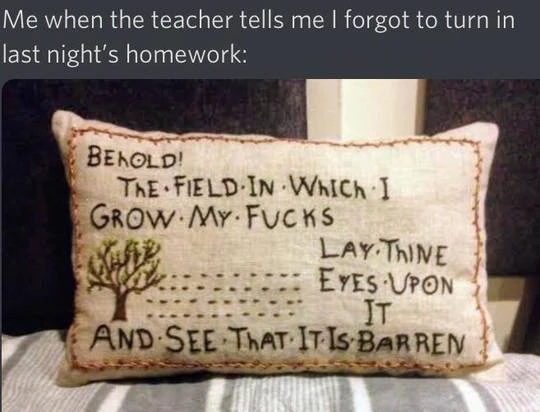 Me when the teacher tells me I forgot to turn in
last night's homework:
BEhOLD!
ThE·FIELD·IN·WhICh·I
GROW·MY·FUCKS
LAY·ThINE
EYES·UPON
IT
AND·SEE·ThAT·IT·IS·BARREN